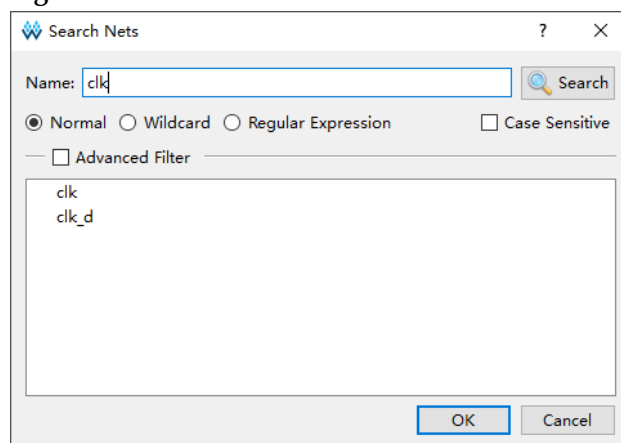 Search Nets ? ×
Name: clk Search
Normal Wildcard Regular Expression Case Sensitive
Advanced Filter
clk
clk_d
OK Cancel